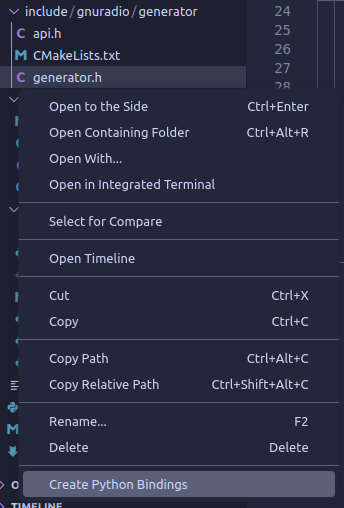 include/gnuradio/generator
24
C api.h
25
M CMakeLists.txt
26
C generator.h
27
28
Open to the Side Ctrl+Enter
Open Containing Folder Ctrl+Alt+R
Open With...
Open in Integrated Terminal
Select for Compare
Open Timeline
Cut Ctrl+X
Copy Ctrl+C
Copy Path Ctrl+Alt+C
Copy Relative Path Ctrl+Shift+Alt+C
Rename... F2
Delete Delete
Create Python Bindings
TIMELINE